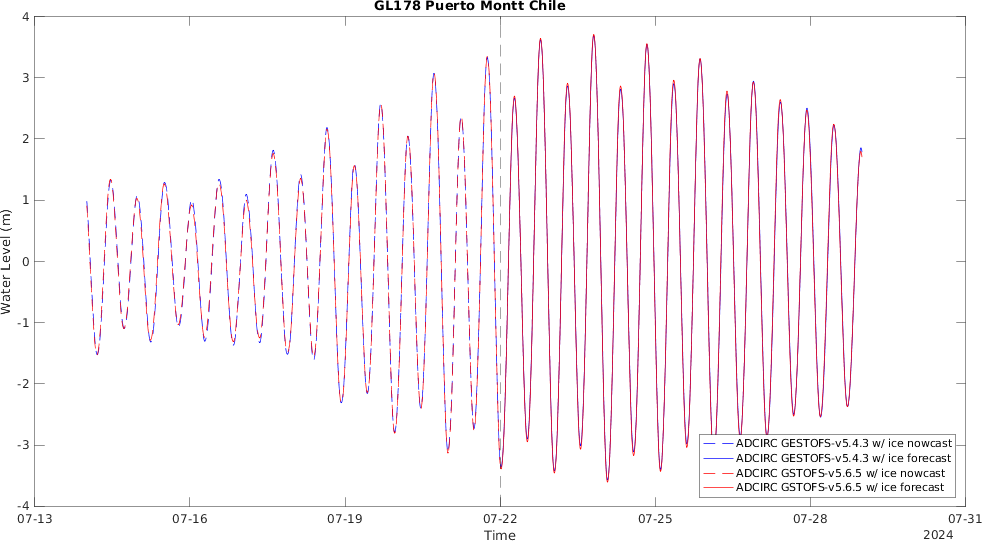 GL178 Puerto Montt Chile
4
3
2
1
0
-1
-2
-3
-4
Water Level (m)
ADCIRC GESTOFS-v5.4.3 w/ ice nowcast
ADCIRC GESTOFS-v5.4.3 w/ ice forecast
ADCIRC GSTOFS-v5.6.5 w/ ice nowcast
ADCIRC GSTOFS-v5.6.5 w/ ice forecast
07-13 07-16 07-19 07-22 07-25 07-28 07-31
Time
2024